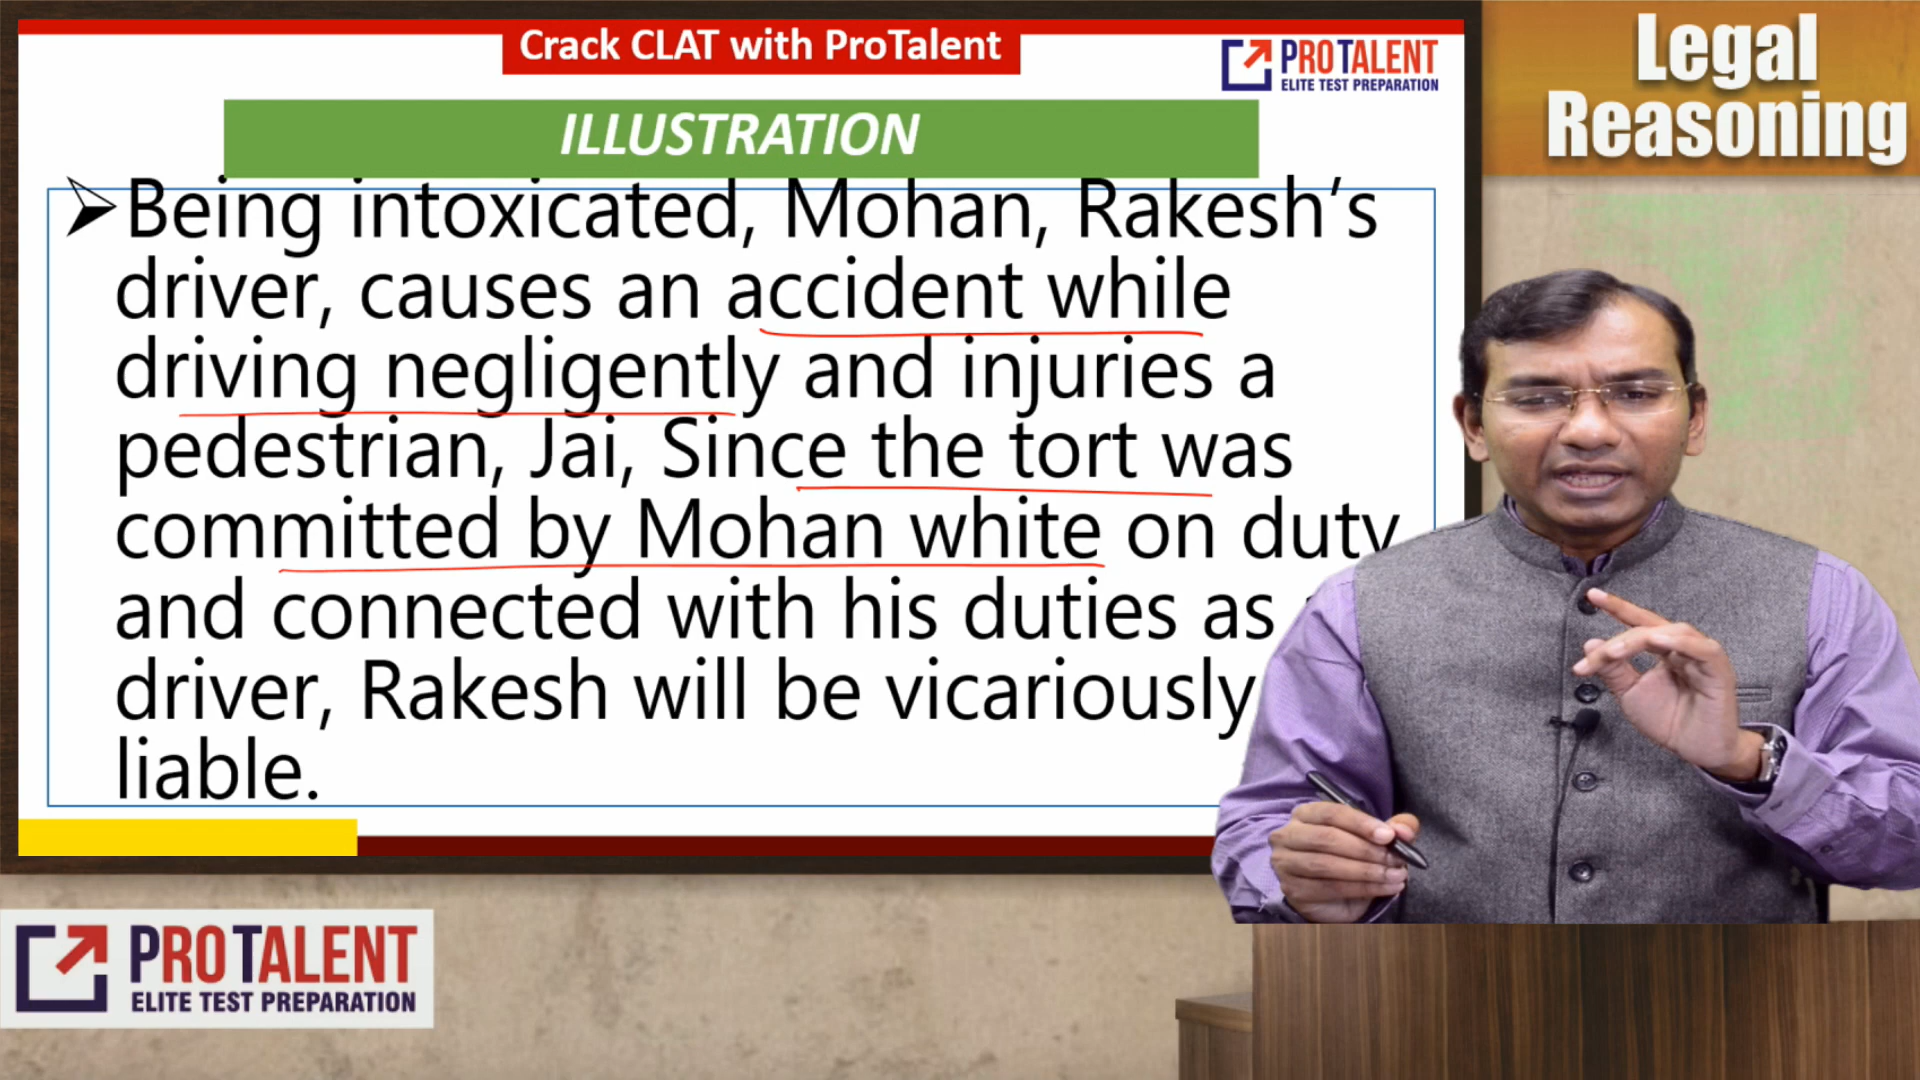 Crack CLAT with ProTalent
PROTALENT
ELITE TEST PREPARATION
Legal
Reasoning
ILLUSTRATION
Being intoxicated, Mohan, Rakesh’s
driver, causes an accident while
driving negligently and injuries a
pedestrian, Jai, Since the tort was
committed by Mohan white on duty
and connected with his duties as
driver, Rakesh will be vicariously
liable.
PROTALENT
ELITE TEST PREPARATION